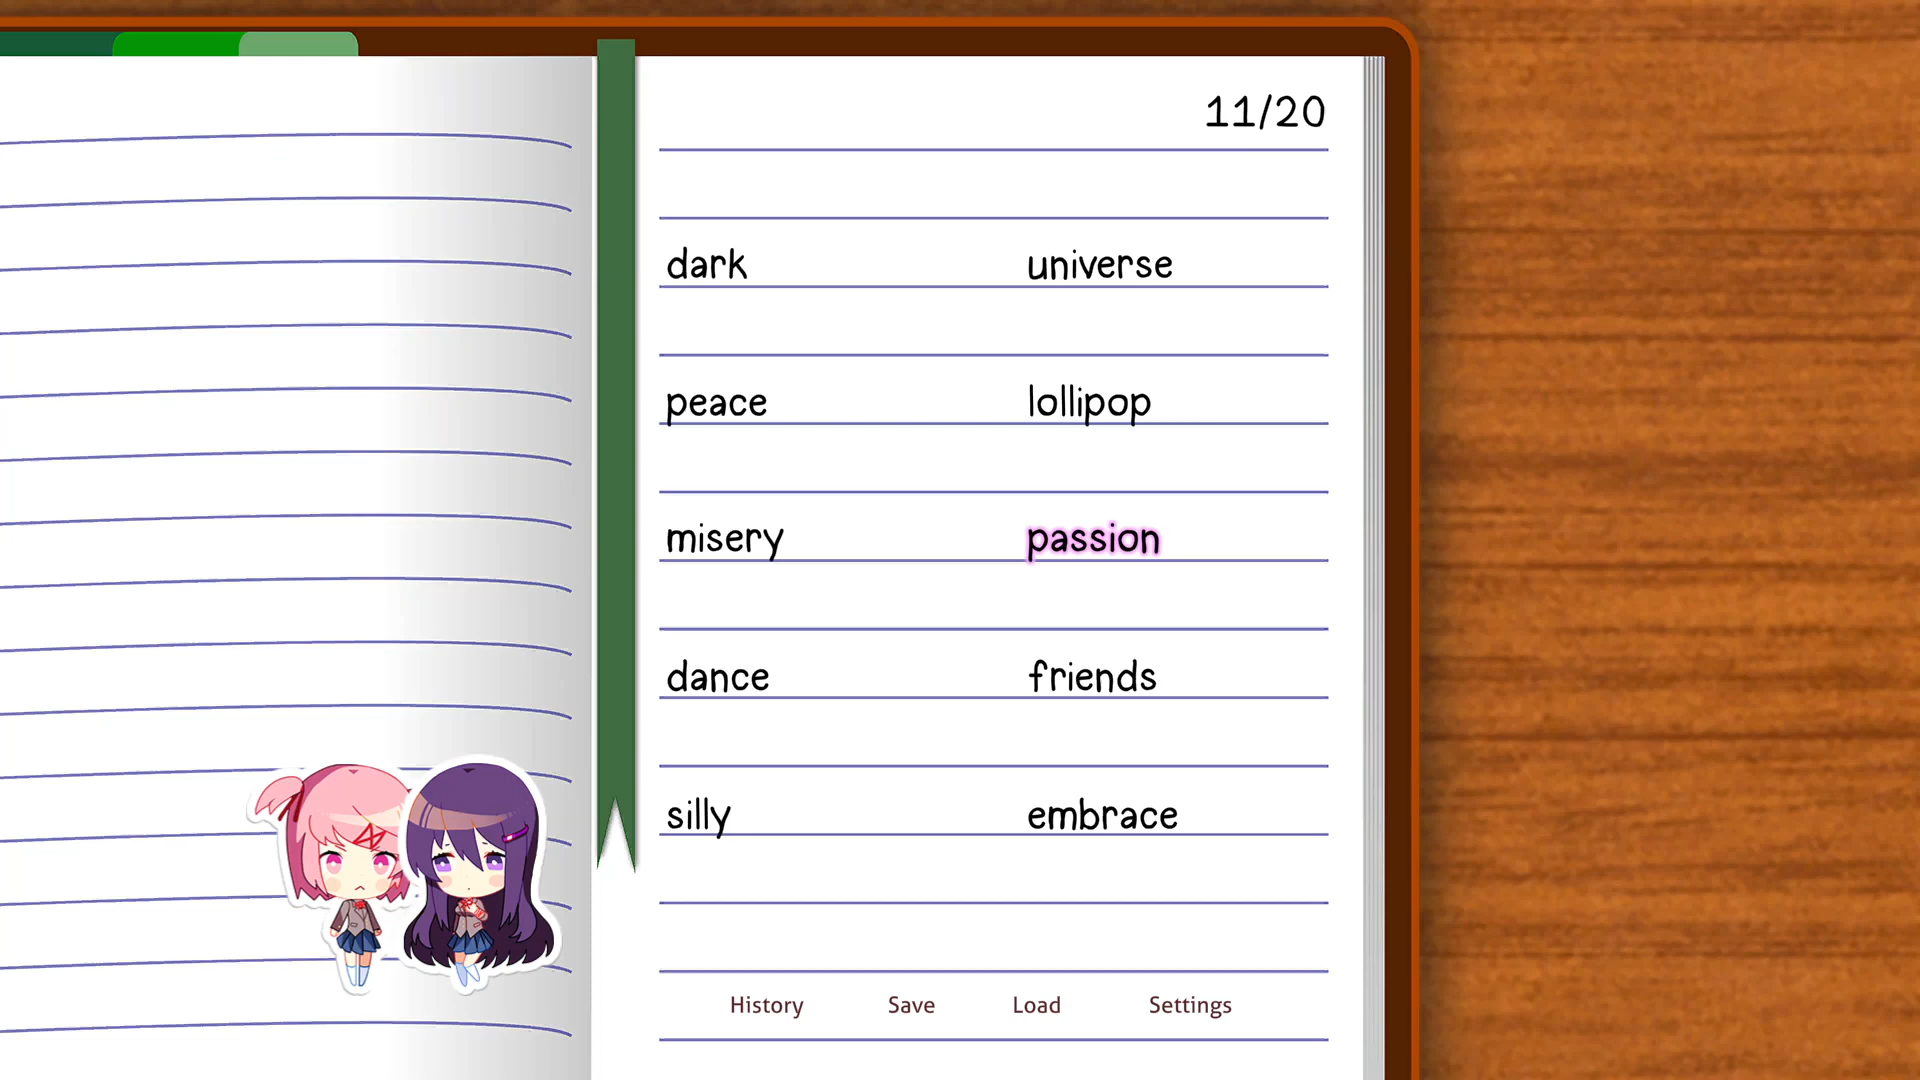 11/20
dark universe
peace lollipop
misery passion
dance friends
silly embrace
History Save Load Settings